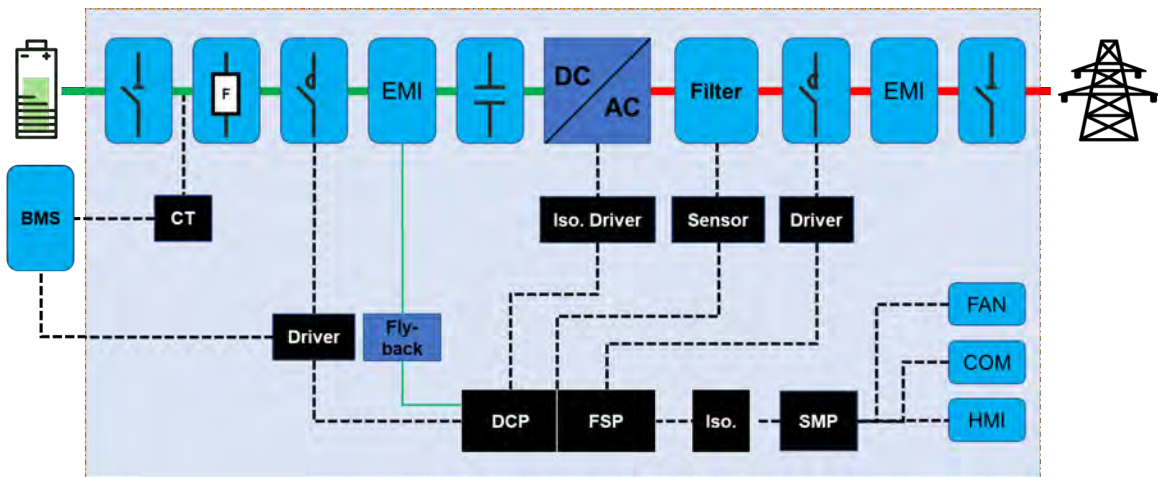 F
EMI
DC
AC
Filter
EMI
BMS
CT
Iso. Driver
Sensor
Driver
Driver
Fly-
back
FAN
COM
HMI
DCP
FSP
Iso.
SMP